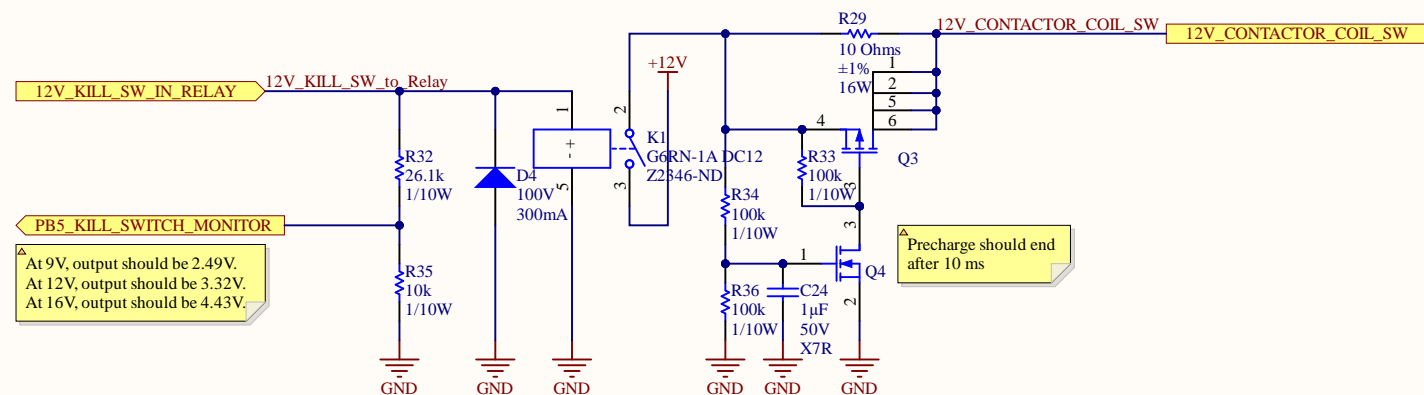 R29
12V_CONTACTOR_COIL_SW
12V_CONTACTOR_COIL_SW
10 Ohms
±1%
16W
1
2
5
6
+12V
12V_KILL_SW_IN_RELAY
12V_KILL_SW_to_Relay
1
2
- +
K1
G6RN-1A DC12
Z2346-ND
4
Q3
R32
26.1k
1/10W
D4
100V
300mA
5
3
R33
100k
1/10W
3
R34
100k
1/10W
PB5_KILL_SWITCH_MONITOR
3
Precharge should end
after 10 ms
At 9V, output should be 2.49V.
At 12V, output should be 3.32V.
At 16V, output should be 4.43V.
R35
10k
1/10W
1
Q4
R36
100k
1/10W
C24
1µF
50V
X7R
2
GND
GND
GND
GND
GND
GND